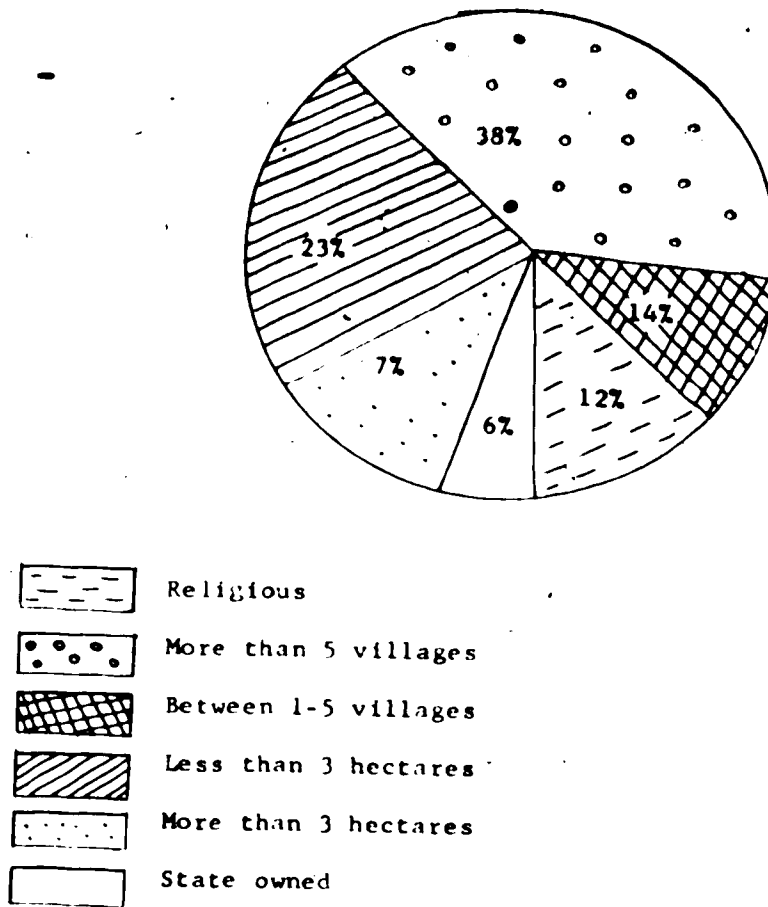 38%
23%
14%
7%
12%
6%
Religious
More than 5 villages
Between 1-5 villages
Less than 3 hectares
More than 3 hectares
State owned